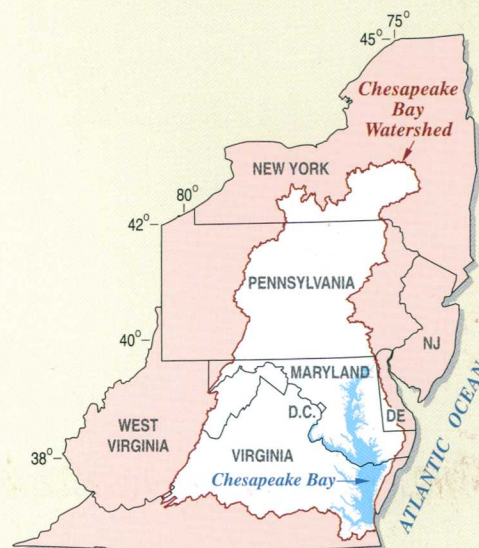 75°
45°
Chesapeake
Bay
Watershed
NEW YORK
80°
42°
PENNSYLVANIA
40°
NJ
MARYLAND
D.C.
DE
WEST
VIRGINIA
VIRGINIA
38°
Chesapeake Bay
ATLANTIC OCEAN